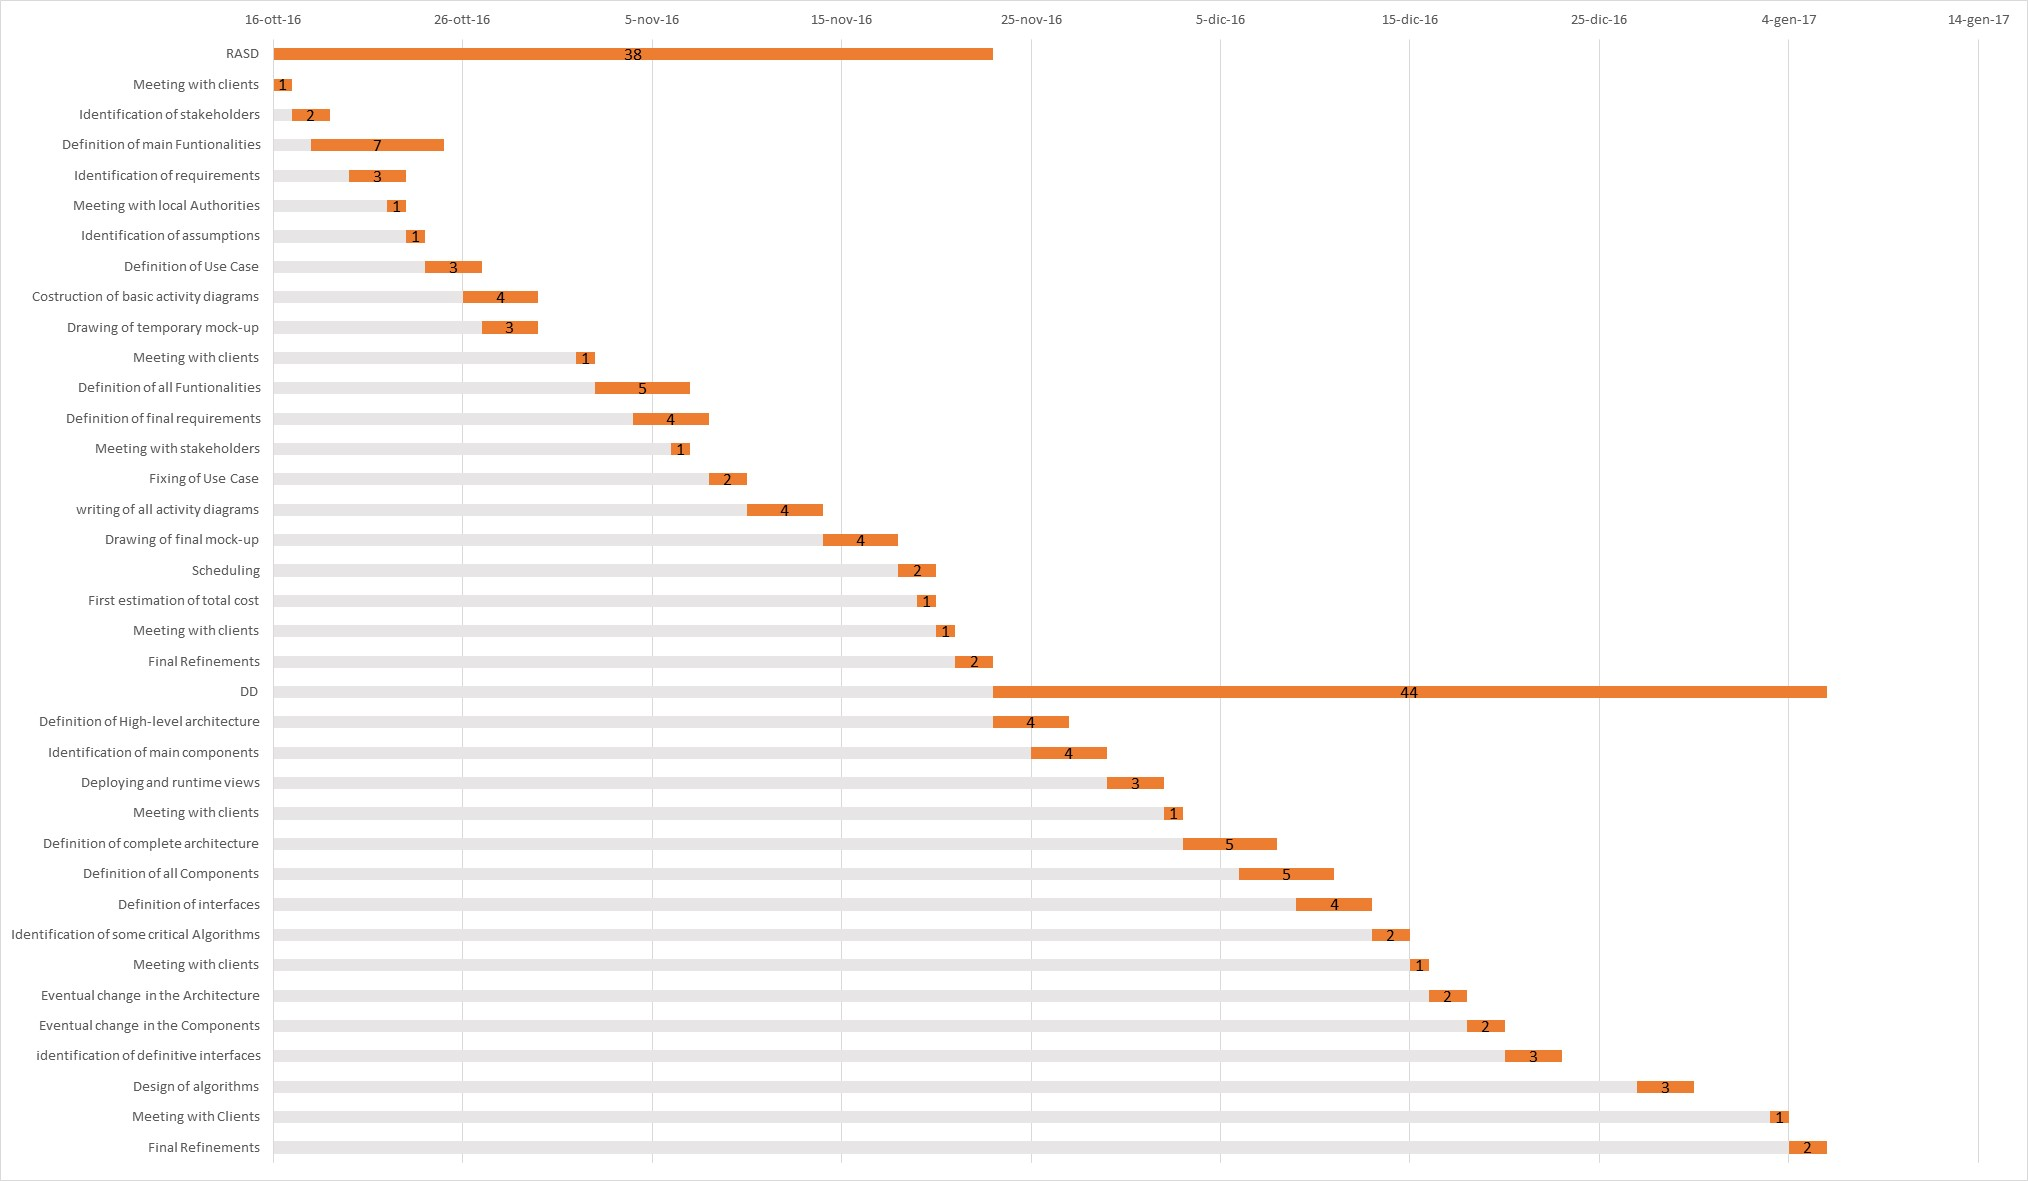 16-ott-16 26-ott-16 5-nov-16 15-nov-16 25-nov-16 5-dic-16 15-dic-16 25-dic-16 4-gen-17 14-gen-17
RASD 38
Meeting with clients 1
Identification of stakeholders 2
Definition of main Funtionalities 7
Identification of requirements 3
Meeting with local Authorities 1
Identification of assumptions 1
Definition of Use Case 3
Costruction of basic activity diagrams 4
Drawing of temporary mock-up 3
Meeting with clients 1
Definition of all Funtionalities 5
Definition of final requirements 4
Meeting with stakeholders 1
Fixing of Use Case 2
writing of all activity diagrams 4
Drawing of final mock-up 4
Scheduling 2
First estimation of total cost 1
Meeting with clients 1
Final Refinements 2
DD 44
Definition of High-level architecture 4
Identification of main components 4
Deploying and runtime views 3
Meeting with clients 1
Definition of complete architecture 5
Definition of all Components 5
Definition of interfaces 4
Identification of some critical Algorithms 2
Meeting with clients 1
Eventual change in the Architecture 2
Eventual change in the Components 2
identification of definitive interfaces 3
Design of algorithms 3
Meeting with Clients 1
Final Refinements 2